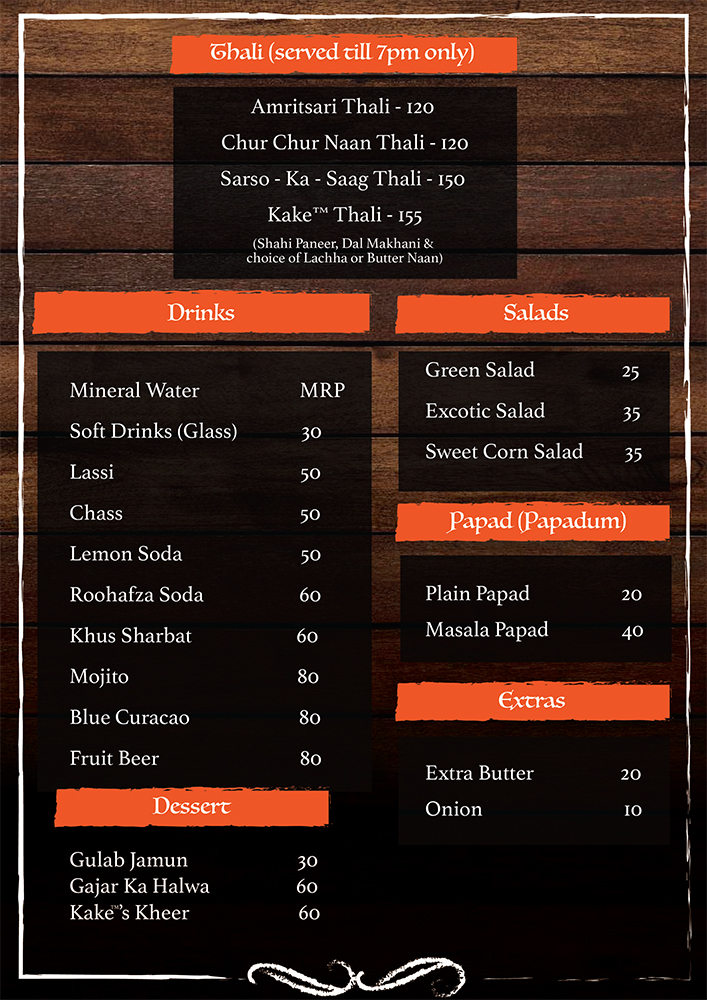 Thali (served till 7pm only)
Amritsari Thali - 120
Chur Chur Naan Thali - 120
Sarso - Ka - Saag Thali - 150
Kake™ Thali - 155
(Shahi Paneer, Dal Makhani &
choice of Lachha or Butter Naan)
Drinks
Mineral Water MRP
Soft Drinks (Glass) 30
Lassi 50
Chass 50
Lemon Soda 50
Roohafza Soda 60
Khus Sharbat 60
Mojito 80
Blue Curacao 80
Fruit Beer 80
Dessert
Gulab Jamun 30
Gajar Ka Halwa 60
Kake™'s Kheer 60
Salads
Green Salad 25
Excotic Salad 35
Sweet Corn Salad 35
Papad (Papadum)
Plain Papad 20
Masala Papad 40
Extras
Extra Butter 20
Onion 10